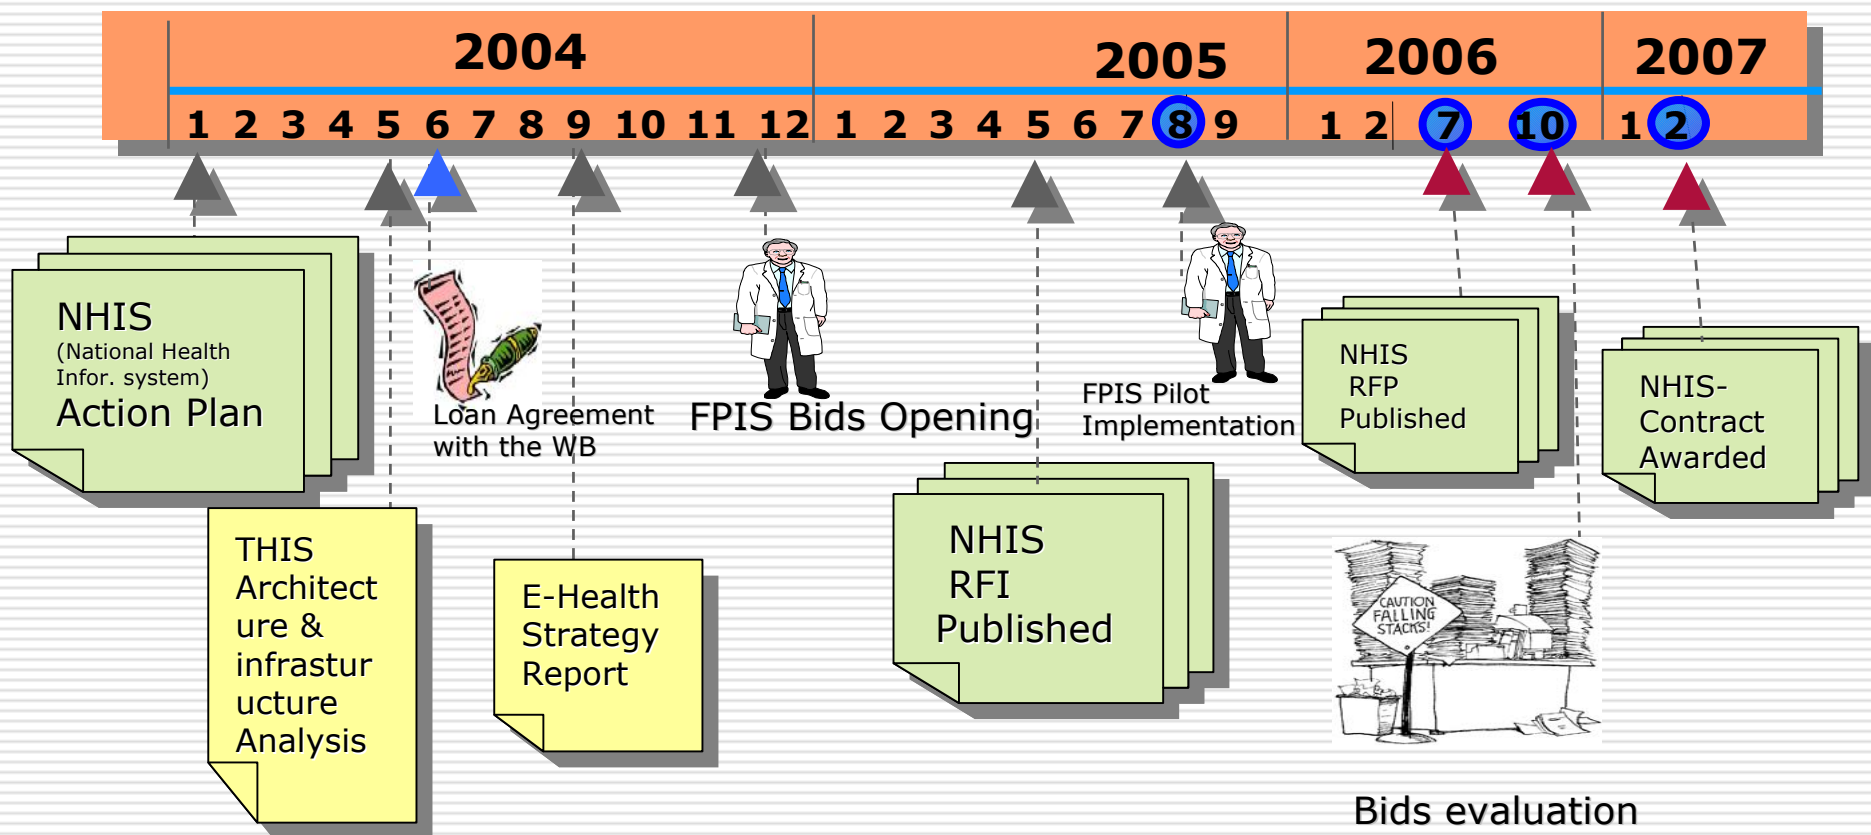 2004
2005
2006
2007
1 2 3 4 5 6 7 8 9 10 11 12 1 2 3 4 5 6 7 8 9 1 2 7 10 1 2
NHIS
(National Health
Infor. system)
Action Plan
Loan Agreement
with the WB
FPIS Bids Opening
FPIS Pilot
Implementation
NHIS
RFP
Published
NHIS-
Contract
Awarded
THIS
Architect
ure &
infrastur
ucture
Analysis
E-Health
Strategy
Report
NHIS
RFI
Published
CAUTION
FALLING
STACKS!
Bids evaluation